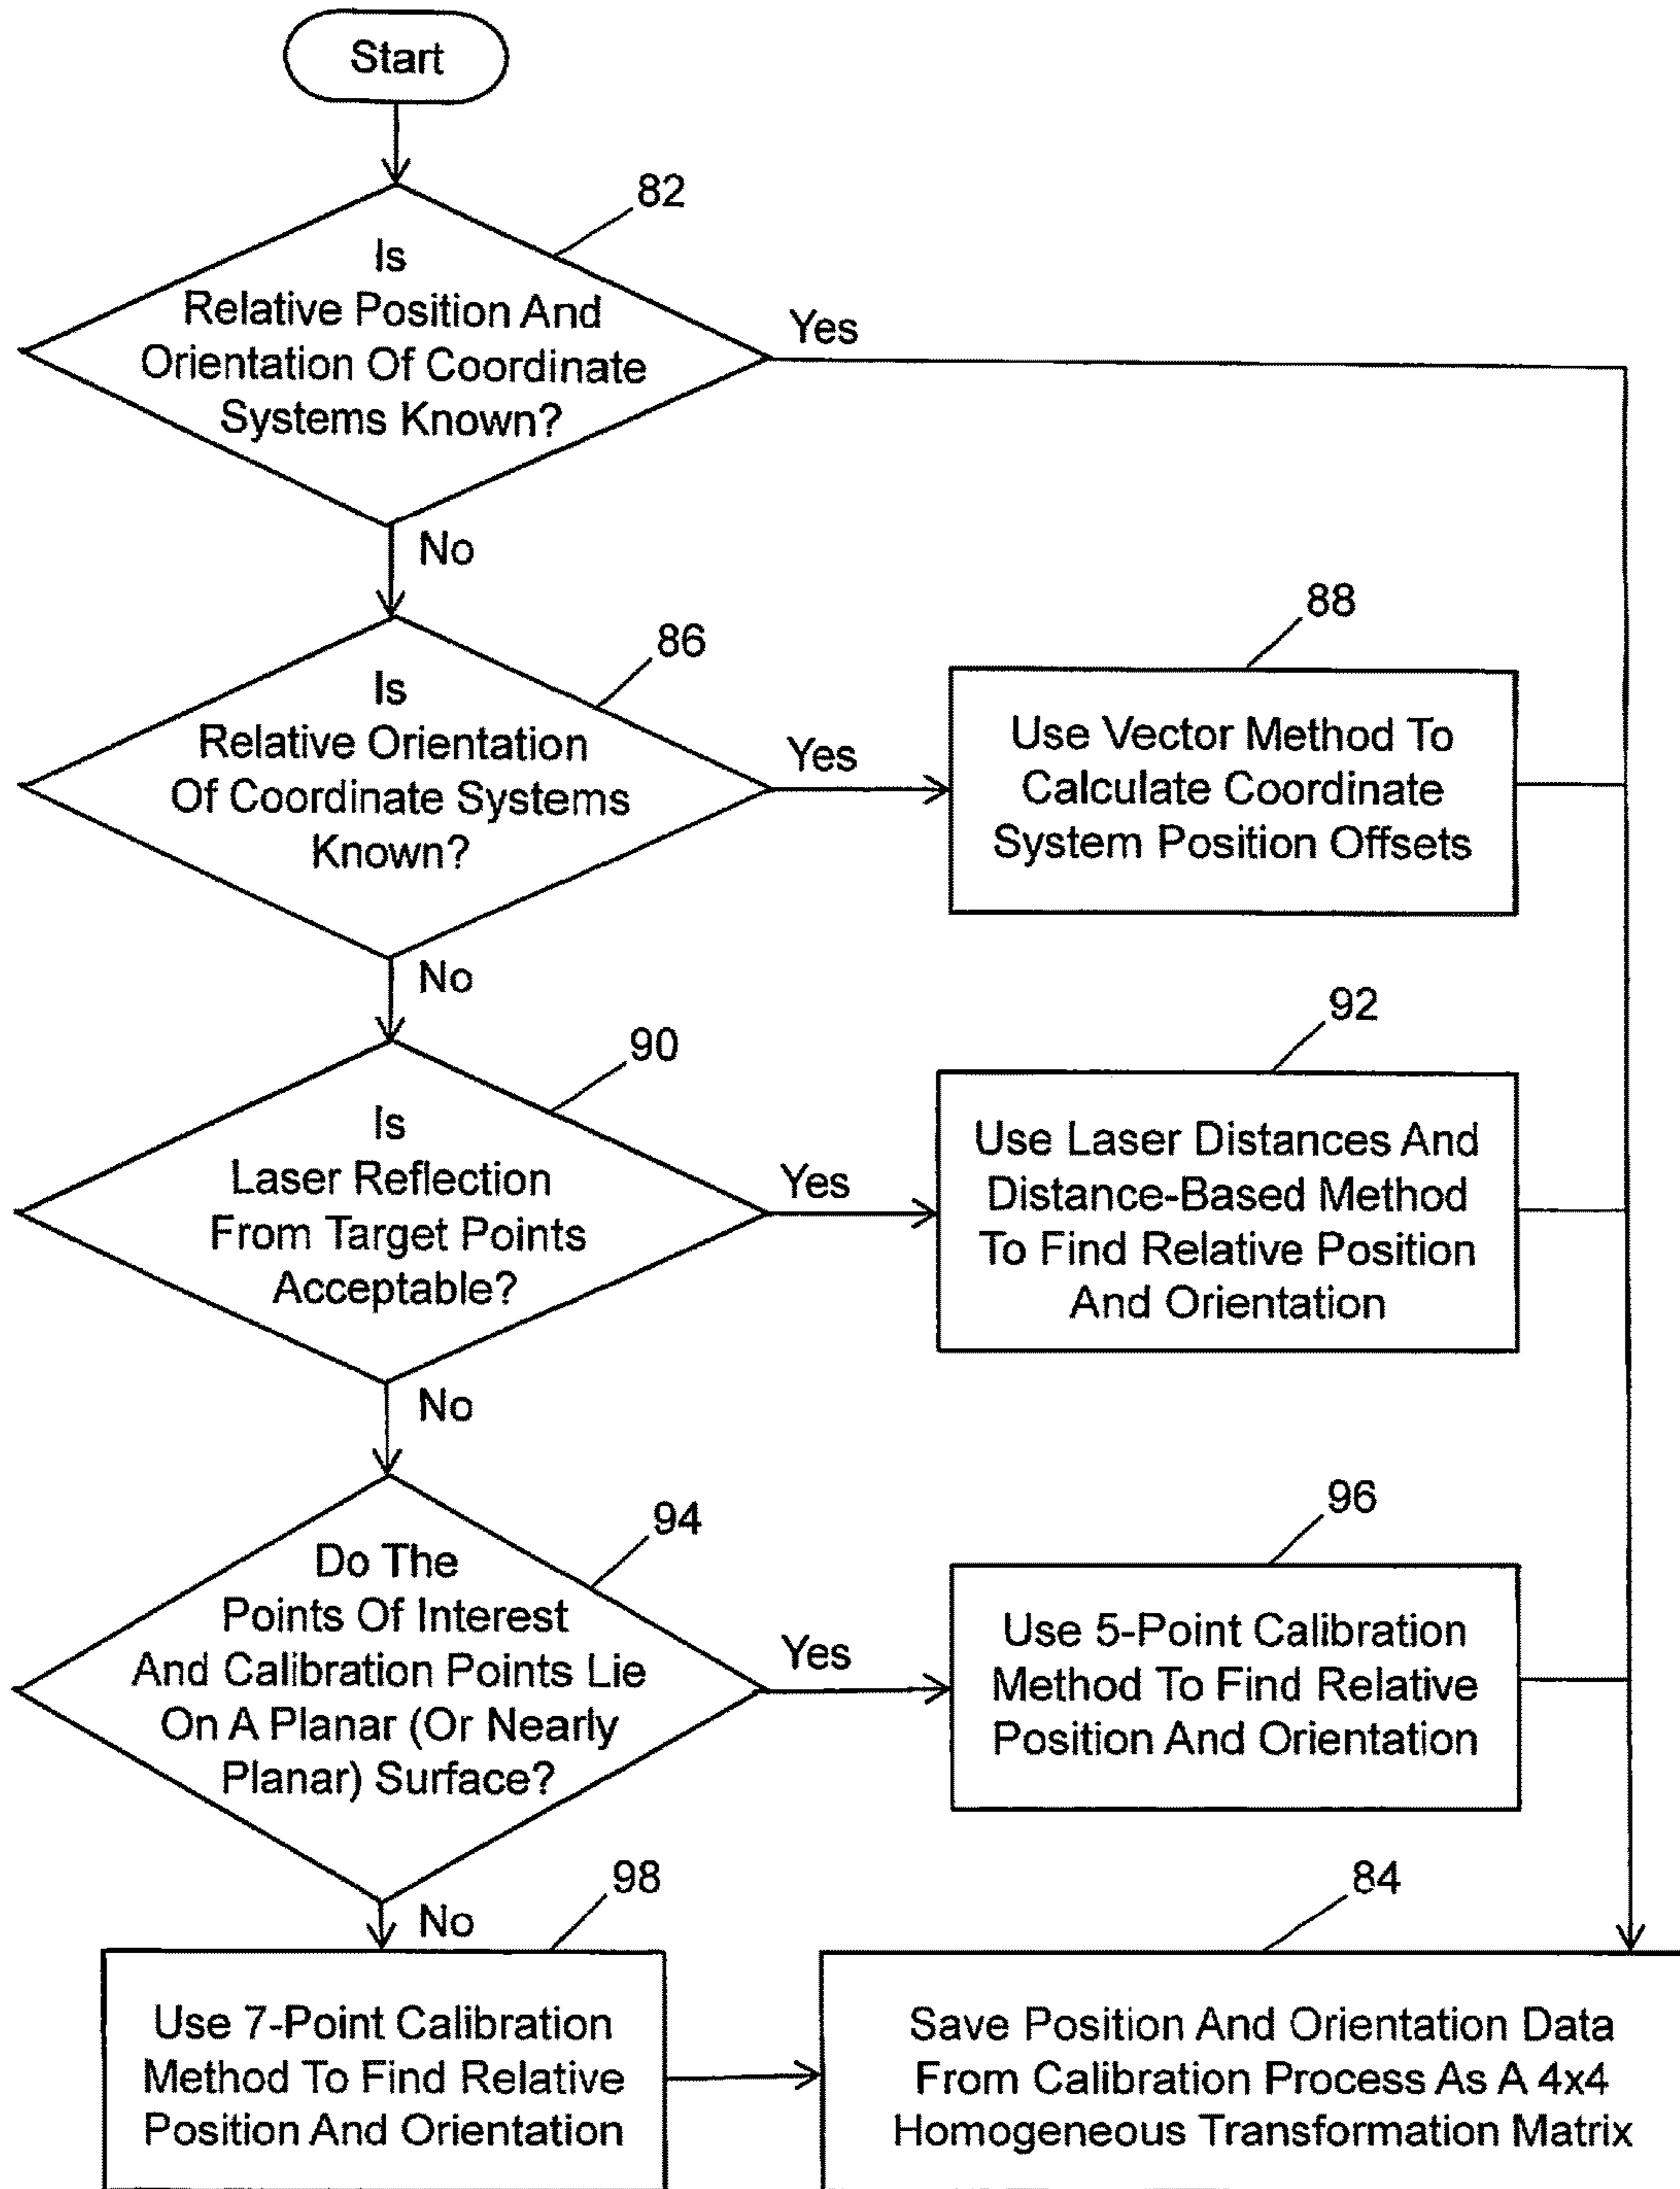 Start
82
Is
Relative Position And
Orientation Of Coordinate
Systems Known?
Yes
No
86
Is
Relative Orientation
Of Coordinate Systems
Known?
Yes
88
Use Vector Method To
Calculate Coordinate
System Position Offsets
No
90
Is
Laser Reflection
From Target Points
Acceptable?
Yes
92
Use Laser Distances And
Distance-Based Method
To Find Relative Position
And Orientation
No
94
Do The
Points Of Interest
And Calibration Points Lie
On A Planar (Or Nearly
Planar) Surface?
Yes
96
Use 5-Point Calibration
Method To Find Relative
Position And Orientation
No
98
Use 7-Point Calibration
Method To Find Relative
Position And Orientation
84
Save Position And Orientation Data
From Calibration Process As A 4x4
Homogeneous Transformation Matrix